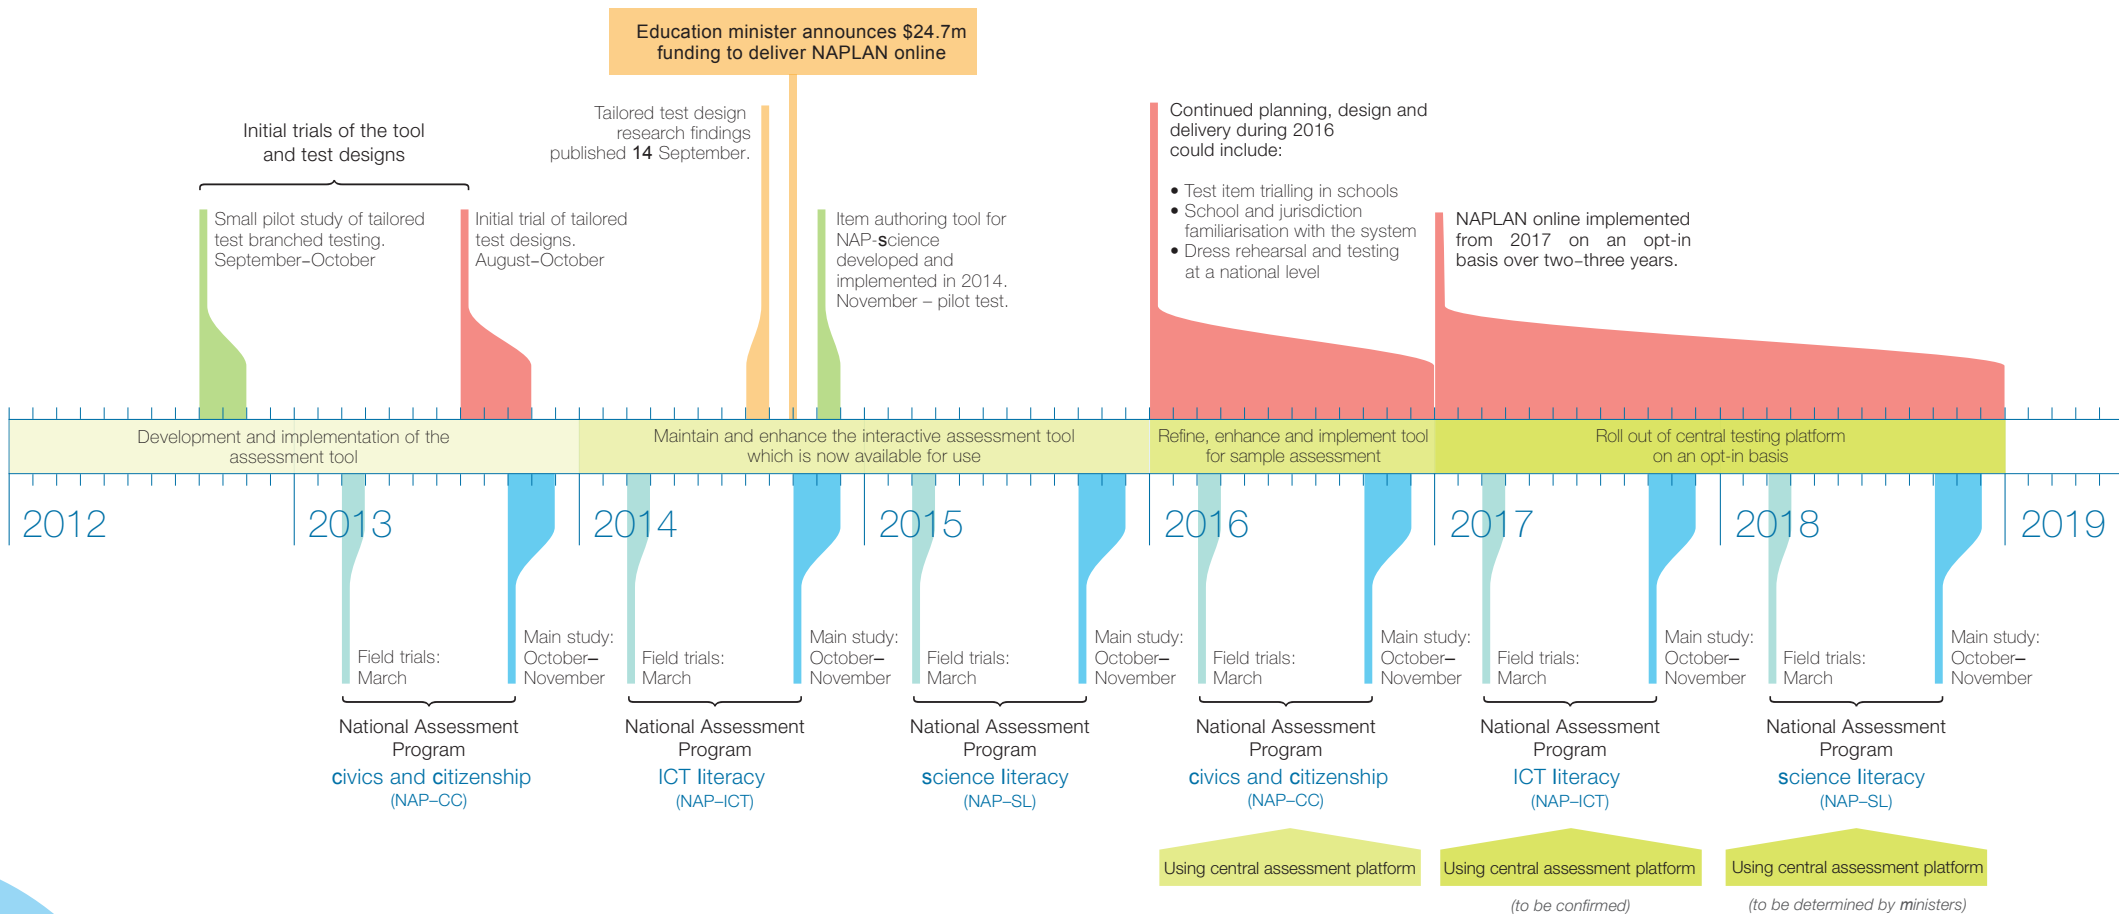 Education minister announces $24.7m
funding to deliver NAPLAN online
Initial trials of the tool
and test designs
Tailored test design
research findings
published 14 September.
Continued planning, design and
delivery during 2016
could include:
• Test item trialling in schools
• School and jurisdiction
familiarisation with the system
• Dress rehearsal and testing
at a national level
Small pilot study of tailored
test branched testing.
September–October
Initial trial of tailored
test designs.
August–October
Item authoring tool for
NAP-science
developed and
implemented in 2014.
November – pilot test.
NAPLAN online implemented
from 2017 on an opt-in
basis over two–three years.
Development and implementation of the
assessment tool
Maintain and enhance the interactive assessment tool
which is now available for use
Refine, enhance and implement tool
for sample assessment
Roll out of central testing platform
on an opt-in basis
2012
2013
2014
2015
2016
2017
2018
2019
Field trials:
March
Main study:
October–
November
Field trials:
March
Main study:
October–
November
Field trials:
March
Main study:
October–
November
Field trials:
March
Main study:
October–
November
Field trials:
March
Main study:
October–
November
Field trials:
March
Main study:
October–
November
National Assessment
Program
civics and citizenship
(NAP–CC)
National Assessment
Program
ICT literacy
(NAP–ICT)
National Assessment
Program
science literacy
(NAP–SL)
National Assessment
Program
civics and citizenship
(NAP–CC)
National Assessment
Program
ICT literacy
(NAP–ICT)
National Assessment
Program
science literacy
(NAP–SL)
Using central assessment platform
Using central assessment platform
(to be confirmed)
Using central assessment platform
(to be determined by ministers)